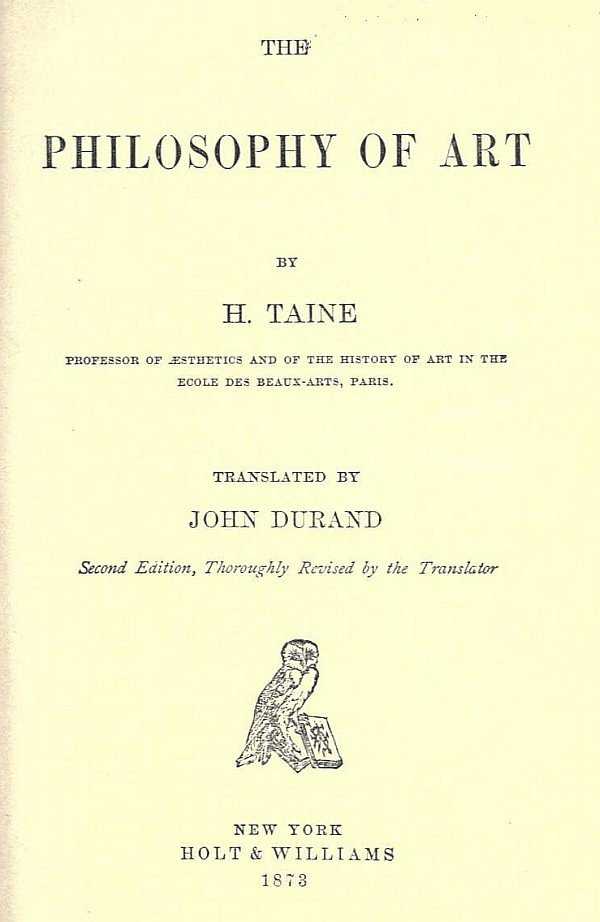 THE
PHILOSOPHY OF ART
BY
H. TAINE
PROFESSOR OF ÆSTHETICS AND OF THE HISTORY OF ART IN THE
ECOLE DES BEAUX-ARTS, PARIS.
TRANSLATED BY
JOHN DURAND
Second Edition, Thoroughly Revised by the Translator
NEW YORK
HOLT & WILLIAMS
1873